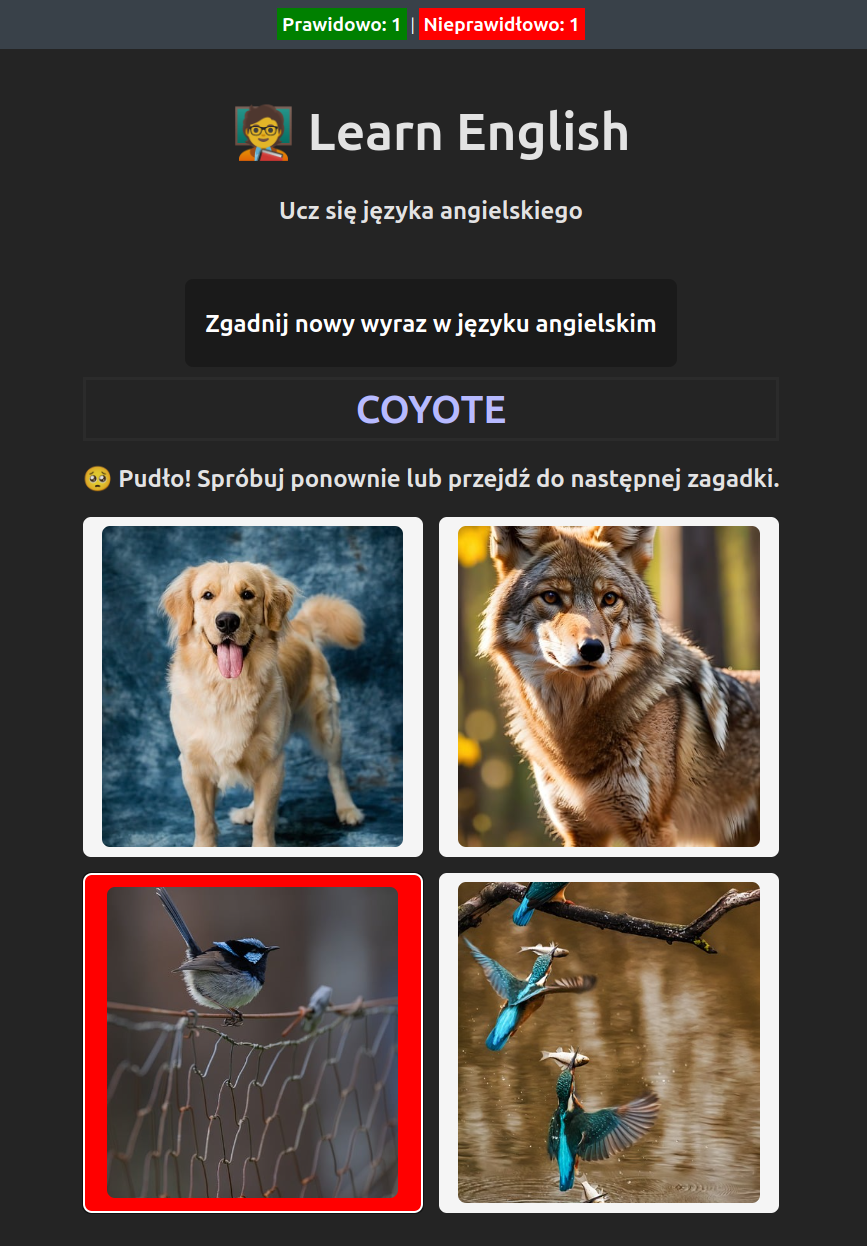 Prawidowo: 1 | Nieprawidłowo: 1
🧑‍🏫 Learn English
Ucz się języka angielskiego
Zgadnij nowy wyraz w języku angielskim
COYOTE
🥺 Pudło! Spróbuj ponownie lub przejdź do następnej zagadki.